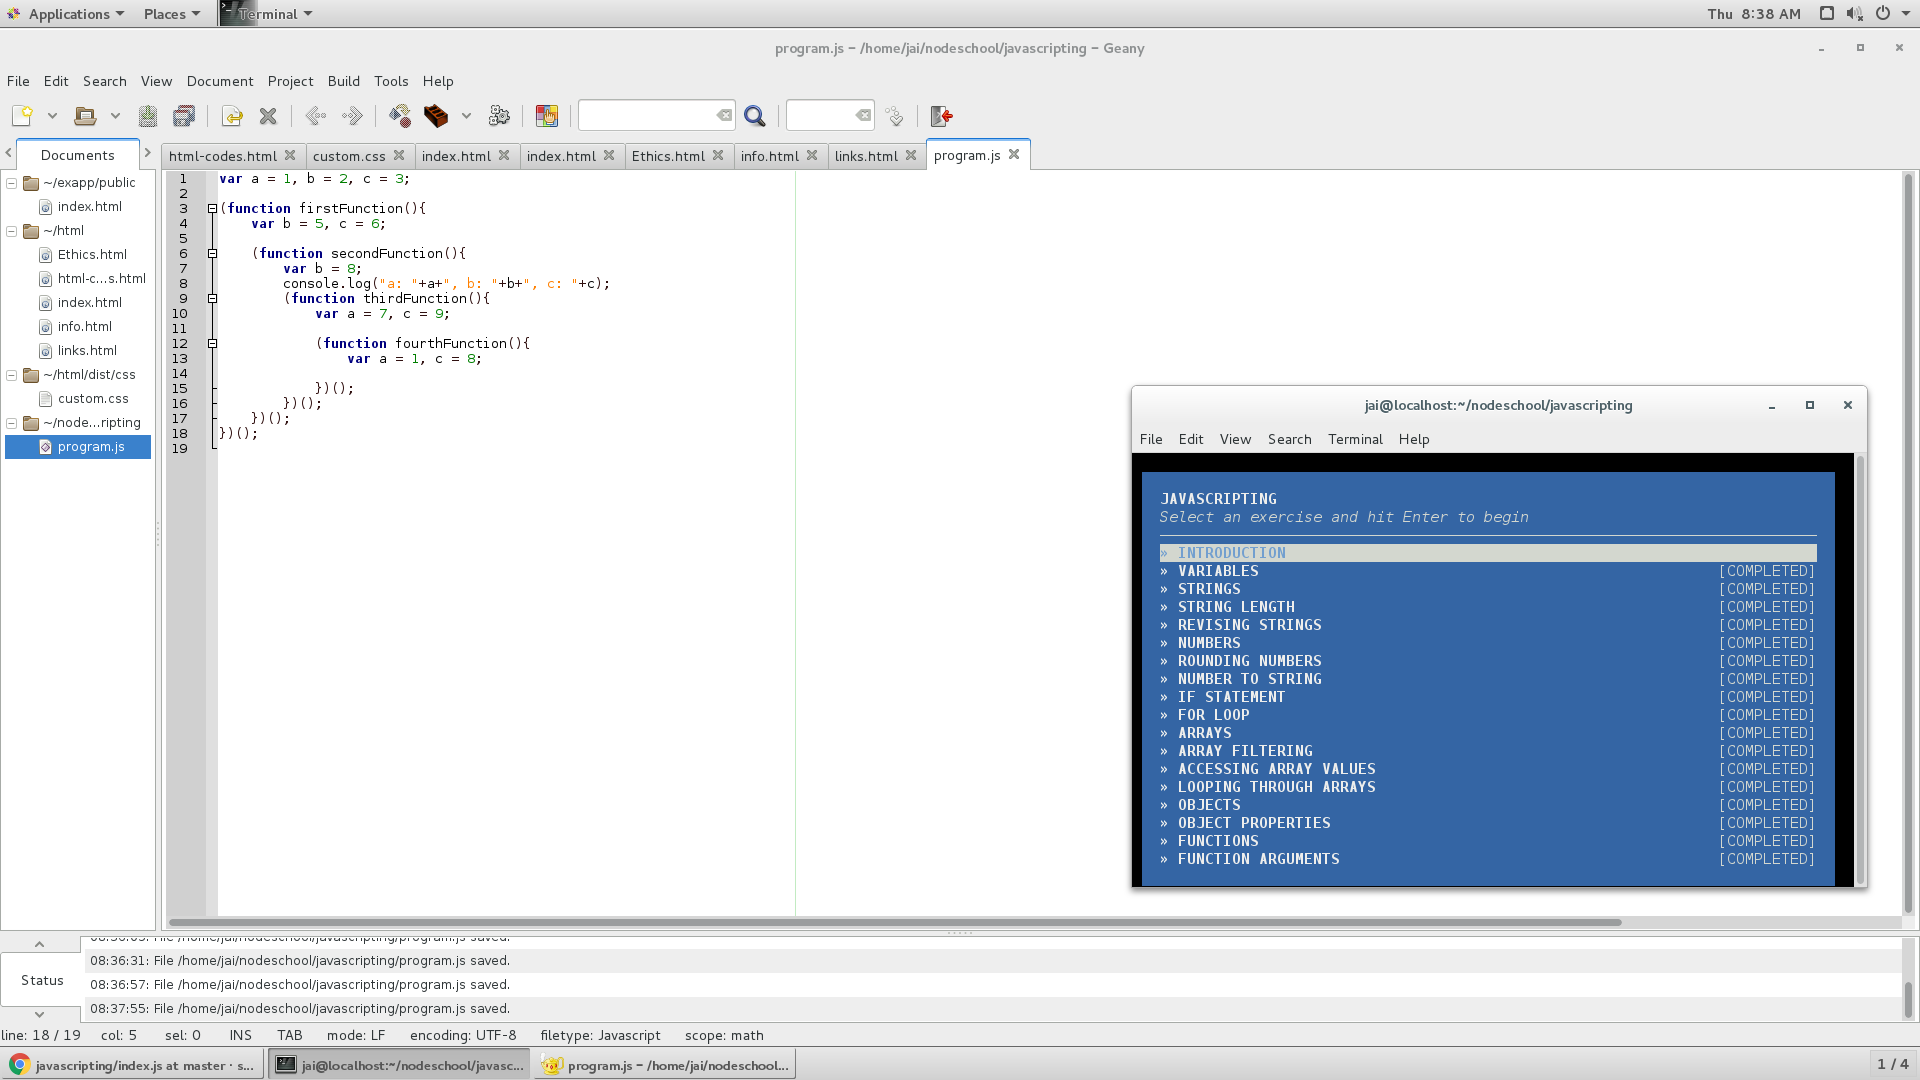 Applications Places Terminal Thu 8:38 AM
program.js – /home/jai/nodeschool/javascripting – Geany
File Edit Search View Document Project Build Tools Help
Documents html-codes.html custom.css index.html index.html Ethics.html info.html links.html program.js
~/exapp/public
index.html
~/html
Ethics.html
html-c...s.html
index.html
info.html
links.html
~/html/dist/css
custom.css
~/node...ripting
program.js
1 var a = 1, b = 2, c = 3;
2
3 (function firstFunction(){
4 var b = 5, c = 6;
5
6 (function secondFunction(){
7 var b = 8;
8 console.log("a: "+a+", b: "+b+", c: "+c);
9 (function thirdFunction(){
10 var a = 7, c = 9;
11
12 (function fourthFunction(){
13 var a = 1, c = 8;
14
15 })();
16 })();
17 })();
18 })();
19
jai@localhost:~/nodeschool/javascripting
File Edit View Search Terminal Help
JAVASCRIPTING
Select an exercise and hit Enter to begin
» INTRODUCTION
» VARIABLES [COMPLETED]
» STRINGS [COMPLETED]
» STRING LENGTH [COMPLETED]
» REVISING STRINGS [COMPLETED]
» NUMBERS [COMPLETED]
» ROUNDING NUMBERS [COMPLETED]
» NUMBER TO STRING [COMPLETED]
» IF STATEMENT [COMPLETED]
» FOR LOOP [COMPLETED]
» ARRAYS [COMPLETED]
» ARRAY FILTERING [COMPLETED]
» ACCESSING ARRAY VALUES [COMPLETED]
» LOOPING THROUGH ARRAYS [COMPLETED]
» OBJECTS [COMPLETED]
» OBJECT PROPERTIES [COMPLETED]
» FUNCTIONS [COMPLETED]
» FUNCTION ARGUMENTS [COMPLETED]
Status
File /home/jai/nodeschool/javascripting/program.js saved.
08:36:31: File /home/jai/nodeschool/javascripting/program.js saved.
08:36:57: File /home/jai/nodeschool/javascripting/program.js saved.
08:37:55: File /home/jai/nodeschool/javascripting/program.js saved.
line: 18 / 19 col: 5 sel: 0 INS TAB mode: LF encoding: UTF-8 filetype: Javascript scope: math
javascripting/index.js at master · s... jai@localhost:~/nodeschool/javasc... program.js – /home/jai/nodeschool... 1 / 4